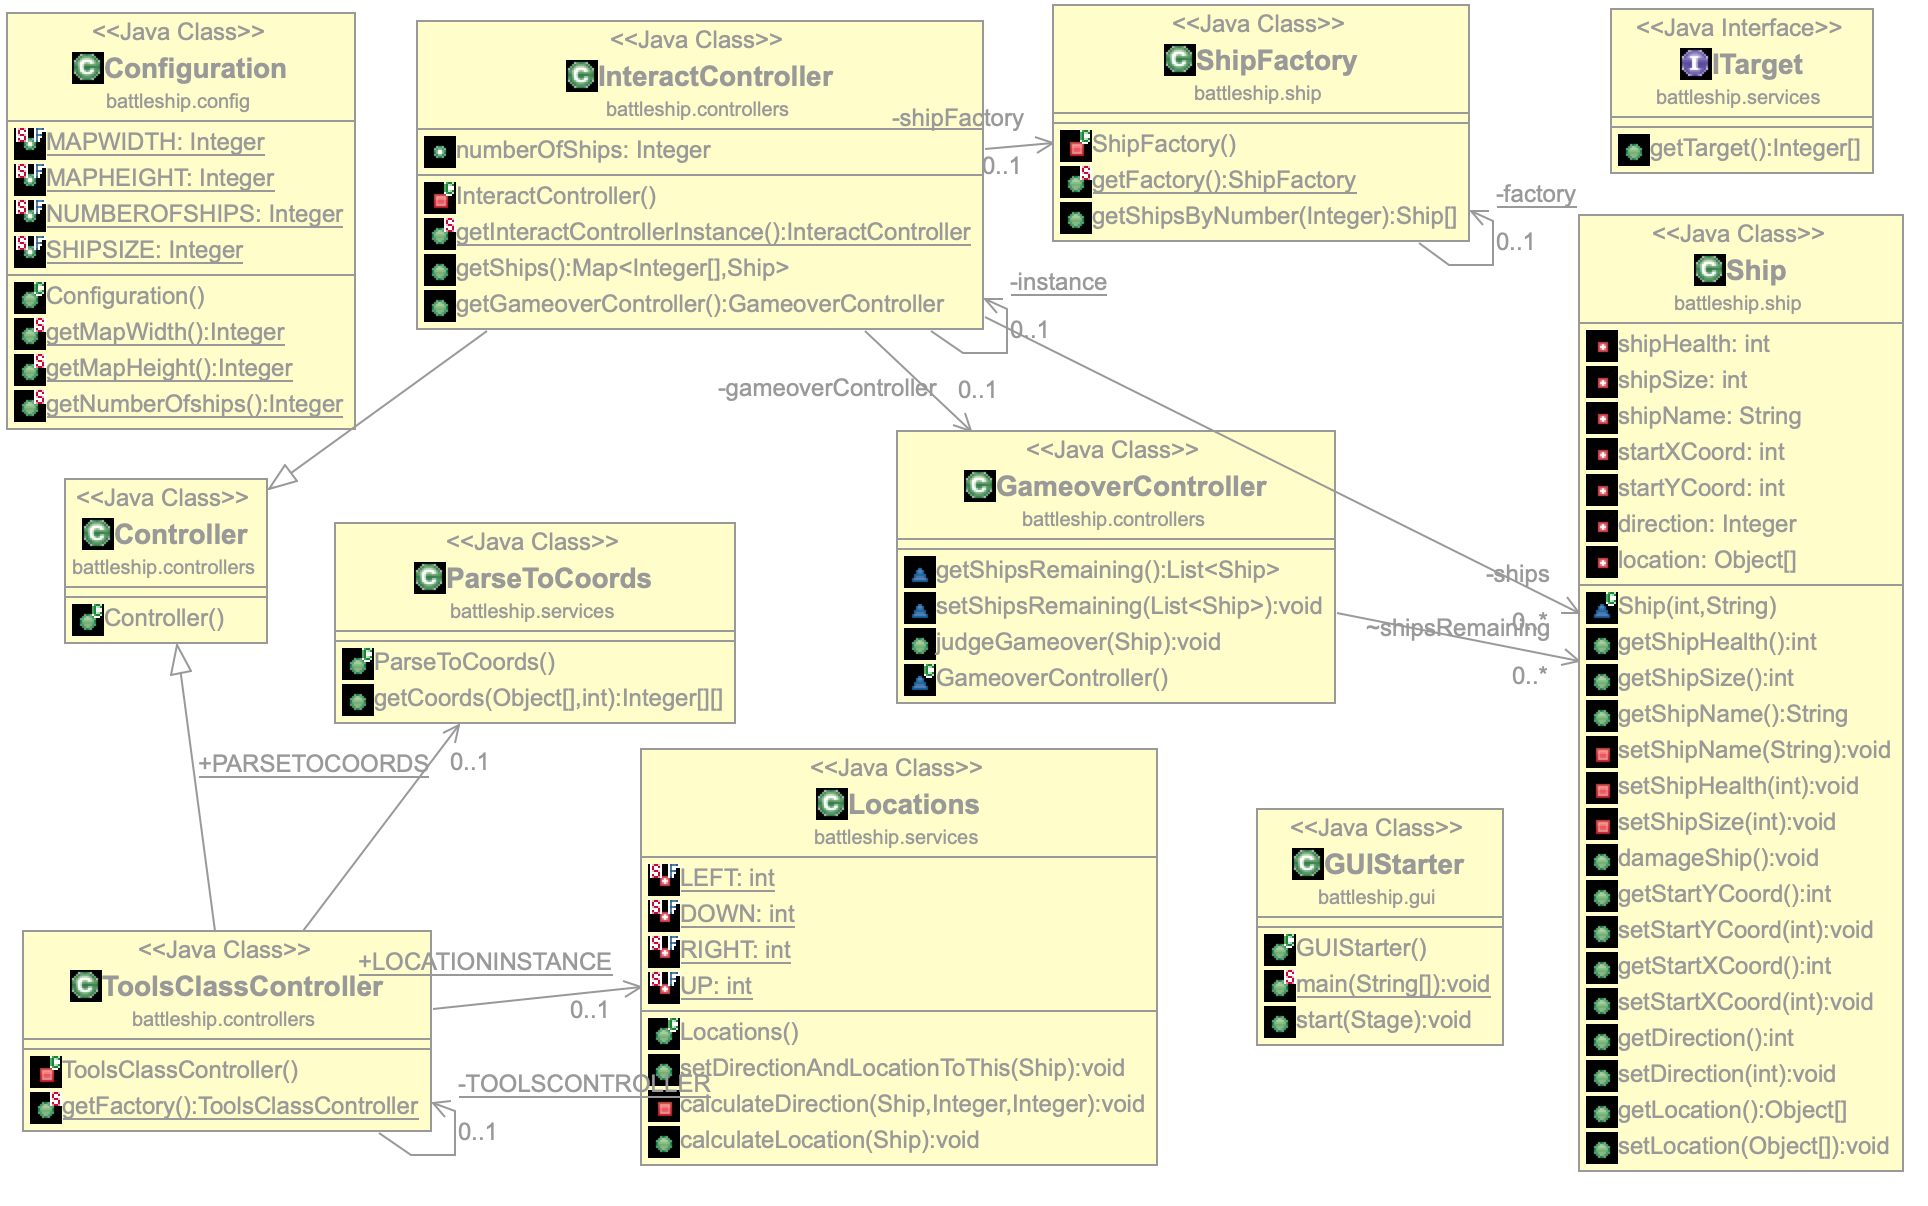 <<Java Class>>
Configuration
battleship.config
MAPWIDTH: Integer
MAPHEIGHT: Integer
NUMBEROFSHIPS: Integer
SHIPSIZE: Integer
Configuration()
getMapWidth():Integer
getMapHeight():Integer
getNumberOfships():Integer
<<Java Class>>
InteractController
battleship.controllers
numberOfShips: Integer
InteractController()
getInteractControllerInstance():InteractController
getShips():Map<Integer[],Ship>
getGameoverController():GameoverController
-shipFactory
0..1
<<Java Class>>
ShipFactory
battleship.ship
ShipFactory()
getFactory():ShipFactory
getShipsByNumber(Integer):Ship[]
-factory
0..1
<<Java Interface>>
ITarget
battleship.services
getTarget():Integer[]
-instance
0..1
-gameoverController
0..1
<<Java Class>>
Ship
battleship.ship
shipHealth: int
shipSize: int
shipName: String
startXCoord: int
startYCoord: int
direction: Integer
location: Object[]
Ship(int,String)
getShipHealth():int
getShipSize():int
getShipName():String
setShipName(String):void
setShipHealth(int):void
setShipSize(int):void
damageShip():void
getStartYCoord():int
setStartYCoord(int):void
getStartXCoord():int
setStartXCoord(int):void
getDirection():int
setDirection(int):void
getLocation():Object[]
setLocation(Object[]):void
<<Java Class>>
GameoverController
battleship.controllers
getShipsRemaining():List<Ship>
setShipsRemaining(List<Ship>):void
judgeGameover(Ship):void
GameoverController()
-ships
0..*
~shipsRemaining
0..*
<<Java Class>>
Controller
battleship.controllers
Controller()
<<Java Class>>
ParseToCoords
battleship.services
ParseToCoords()
getCoords(Object[],int):Integer[][]
+PARSETOCOORDS
0..1
<<Java Class>>
Locations
battleship.services
LEFT: int
DOWN: int
RIGHT: int
UP: int
Locations()
setDirectionAndLocationToThis(Ship):void
calculateDirection(Ship,Integer,Integer):void
calculateLocation(Ship):void
<<Java Class>>
GUIStarter
battleship.gui
GUIStarter()
main(String[]):void
start(Stage):void
<<Java Class>>
ToolsClassController
battleship.controllers
ToolsClassController()
getFactory():ToolsClassController
+LOCATIONINSTANCE
0..1
-TOOLSCONTROLLER
0..1